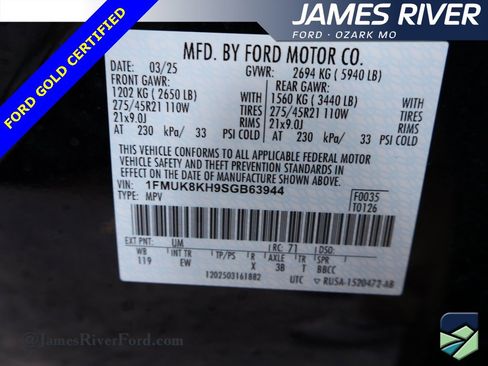 JAMES RIVER
FORD - OZARK MO
FORD GOLD CERTIFIED
MFD. BY FORD MOTOR CO.
DATE: 03/25 GVWR: 2694 KG ( 5940 LB)
FRONT GAWR: REAR GAWR:
1202 KG ( 2650 LB) 1560 KG ( 3440 LB)
275/45R21 110W TIRES 275/45R21 110W TIRES
21x9.0J RIMS 21x9.0J RIMS
AT 230 kPa/ 33 PSI COLD AT 230 kPa/ 33 PSI COLD
THIS VEHICLE CONFORMS TO ALL APPLICABLE FEDERAL MOTOR
VEHICLE SAFETY AND THEFT PREVENTION STANDARDS IN EFFECT ON THE
DATE OF MANUFACTURE SHOWN ABOVE.
VIN: 1FMUK8KH9SGB63944 F0035
TYPE: MPV T0126
EXT PNT: UM RC: 71 DSO:
WB INT TR TP/PS R AXLE TR SPR
119 EW X 3B T BBCC
1202503161882 UTC ▽ RUSA-1520472-AB
@JamesRiverFord.com